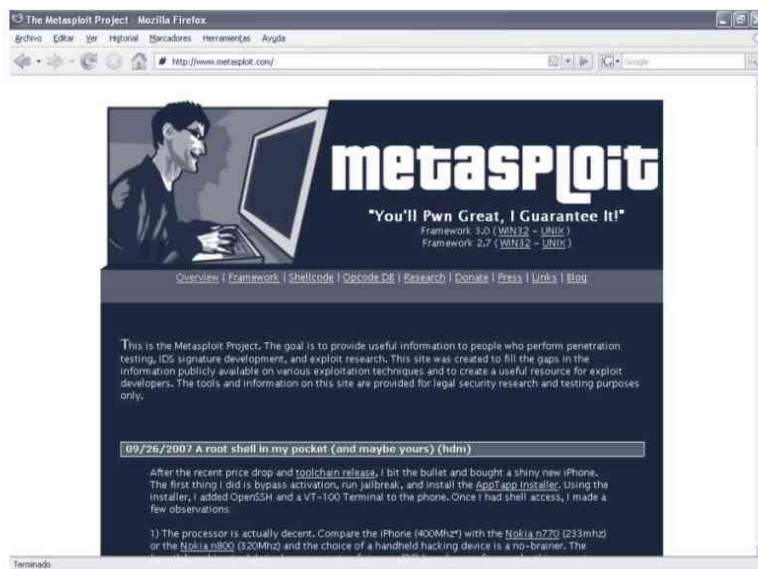 The Metasploit Project - Mozilla Firefox
Archivo Editar Ver Historial Marcadores Herramientas Ayuda
http://www.metasploit.com/
Google
metasploit
"You'll Pwn Great, I Guarantee It!"
Framework 3.0 ( WIN32 - UNIX )
Framework 2.7 ( WIN32 - UNIX )
Overview | Framework | Shellcode | Opcode DB | Research | Donate | Press | Links | Blog
This is the Metasploit Project. The goal is to provide useful information to people who perform penetration
testing, IDS signature development, and exploit research. This site was created to fill the gaps in the
information publicly available on various exploitation techniques and to create a useful resource for exploit
developers. The tools and information on this site are provided for legal security research and testing purposes
only.
09/26/2007 A root shell in my pocket (and maybe yours) (hdm)
After the recent price drop and toolchain release, I bit the bullet and bought a shiny new iPhone.
The first thing I did is bypass activation, run jailbreak, and install the AppTapp Installer. Using the
installer, I added OpenSSH and a VT-100 Terminal to the phone. Once I had shell access, I made a
few observations:
1) The processor is actually decent. Compare the iPhone (400Mhz*) with the Nokia n770 (233mhz)
or the Nokia n800 (320Mhz) and the choice of a handheld hacking device is a no-brainer. The
Terminado